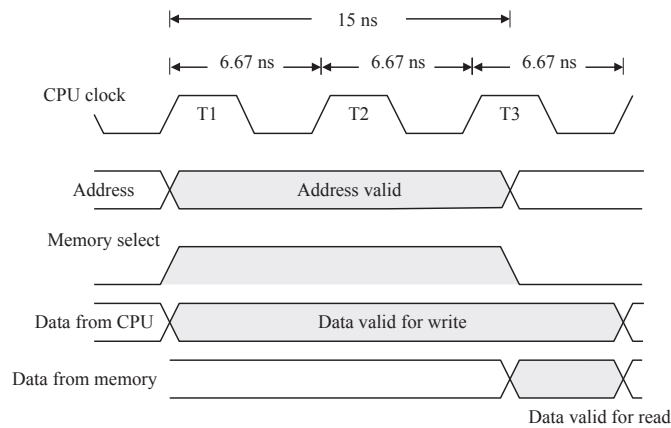 15 ns
6.67 ns 6.67 ns 6.67 ns
CPU clock
T1 T2 T3
Address Address valid
Memory select
Data from CPU Data valid for write
Data from memory
Data valid for read